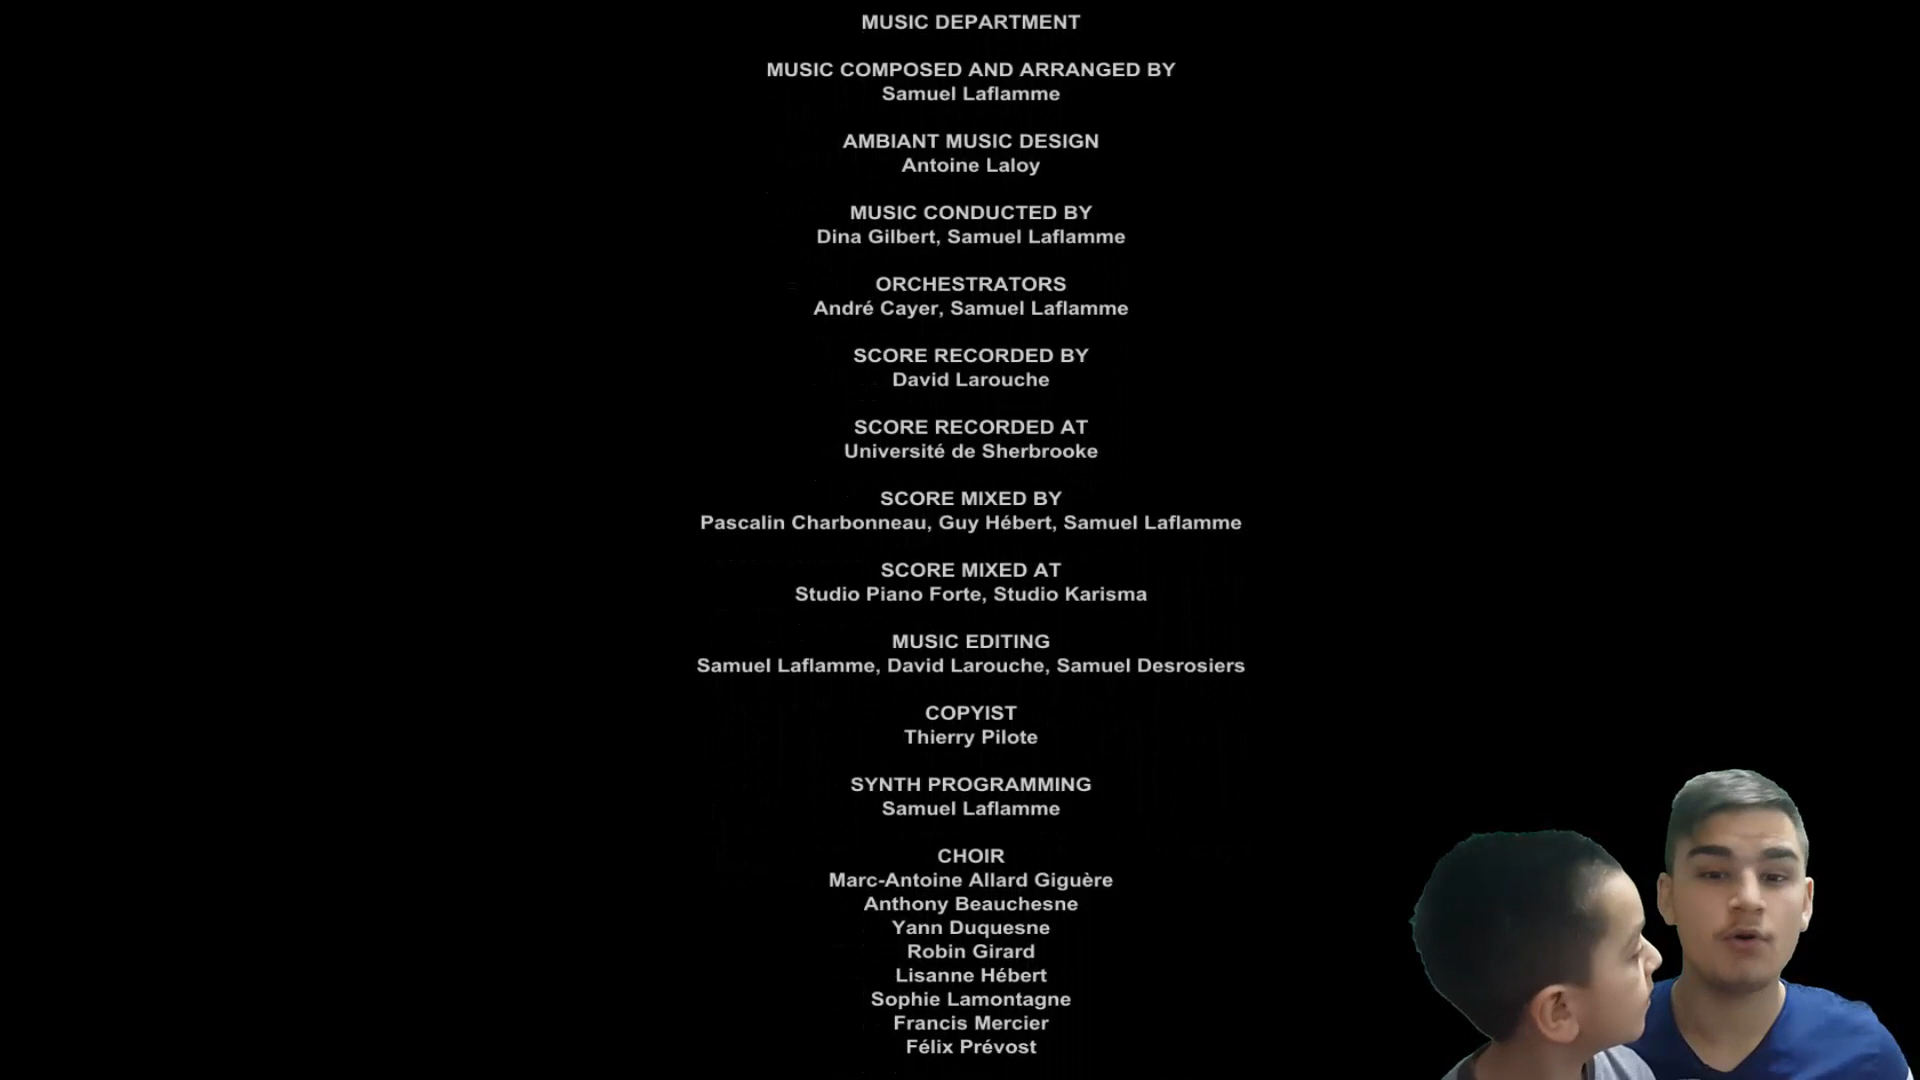 MUSIC DEPARTMENT
MUSIC COMPOSED AND ARRANGED BY
Samuel Laflamme
AMBIANT MUSIC DESIGN
Antoine Laloy
MUSIC CONDUCTED BY
Dina Gilbert, Samuel Laflamme
ORCHESTRATORS
André Cayer, Samuel Laflamme
SCORE RECORDED BY
David Larouche
SCORE RECORDED AT
Université de Sherbrooke
SCORE MIXED BY
Pascalin Charbonneau, Guy Hébert, Samuel Laflamme
SCORE MIXED AT
Studio Piano Forte, Studio Karisma
MUSIC EDITING
Samuel Laflamme, David Larouche, Samuel Desrosiers
COPYIST
Thierry Pilote
SYNTH PROGRAMMING
Samuel Laflamme
CHOIR
Marc-Antoine Allard Giguère
Anthony Beauchesne
Yann Duquesne
Robin Girard
Lisanne Hébert
Sophie Lamontagne
Francis Mercier
Félix Prévost